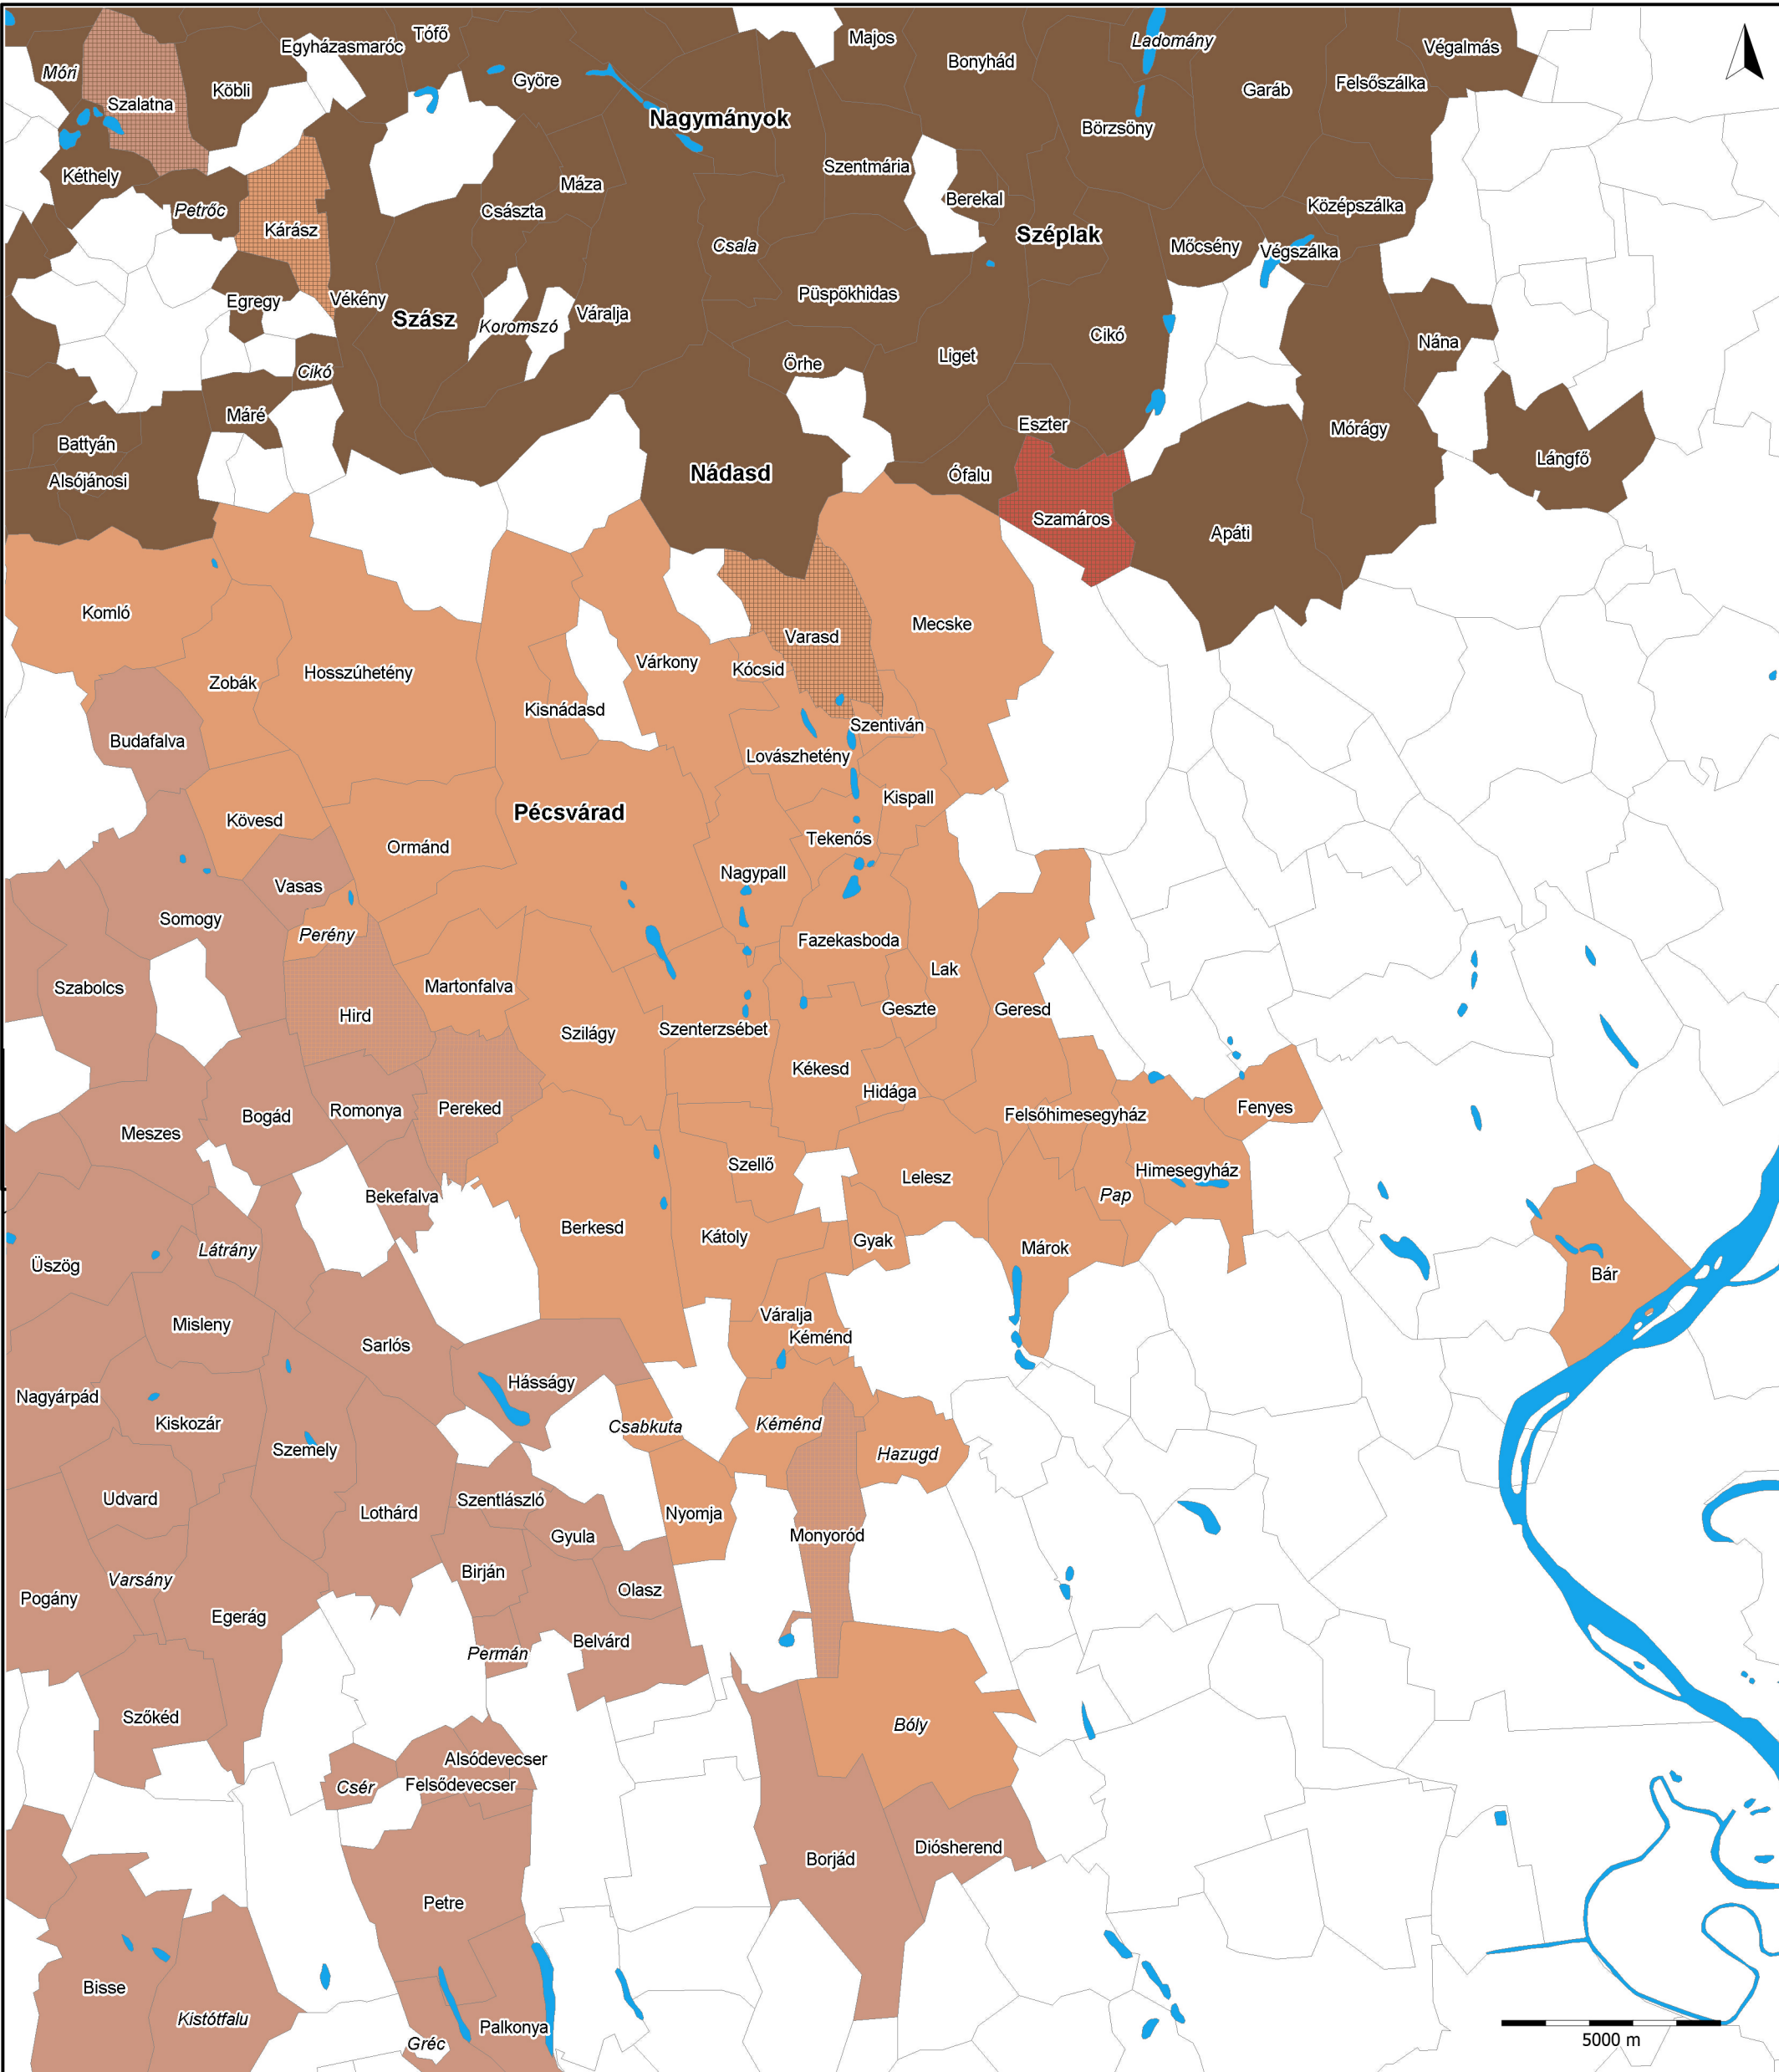 Tófő
Egyházasmaróc
Majos
Ladomány
Végalmás
Móri
Köbli
Györe
Bonyhád
Garáb
Felsőszálka
Szalatna
Nagymányok
Börzsöny
Kéthely
Máza
Szentmária
Petrőc
Császta
Berekal
Középszálka
Kárász
Csala
Széplak
Mőcsény
Végszálka
Egregy
Vékény
Szász
Koromszó
Váralja
Püspökhidas
Cikó
Nána
Liget
Cikó
Örhe
Máré
Eszter
Mórágy
Battyán
Lángfő
Alsójánosi
Nádasd
Ófalu
Szamáros
Apáti
Komló
Varasd
Mecske
Zobák
Hosszúhetény
Várkony
Kócsid
Kisnádasd
Budafalva
Szentiván
Lovászhetény
Kispall
Kövesd
Pécsvárad
Ormánd
Tekenős
Nagypall
Vasas
Somogy
Perény
Fazekasboda
Lak
Szabolcs
Martonfalva
Hird
Szilágy
Szenterzsébet
Geszte
Geresd
Kékesd
Hidága
Meszes
Bogád
Romonya
Pereked
Felsőhimesegyház
Fenyes
Szellő
Lelesz
Himesegyház
Bekefalva
Pap
Berkesd
Kátoly
Gyak
Márok
Látrány
Üszög
Bár
Misleny
Váralja
Sarlós
Kéménd
Nagyárpád
Hásságy
Kiskozár
Csabkuta
Kéménd
Szemely
Hazugd
Udvard
Szentlászló
Lothárd
Nyomja
Gyula
Monyoród
Birján
Varsány
Olasz
Pogány
Egerág
Belvárd
Permán
Szőkéd
Bóly
Alsódevecser
Csér
Felsődevecser
Diósherend
Borjád
Petre
Bisse
Kistótfalu
Palkonya
Gréc
5000 m